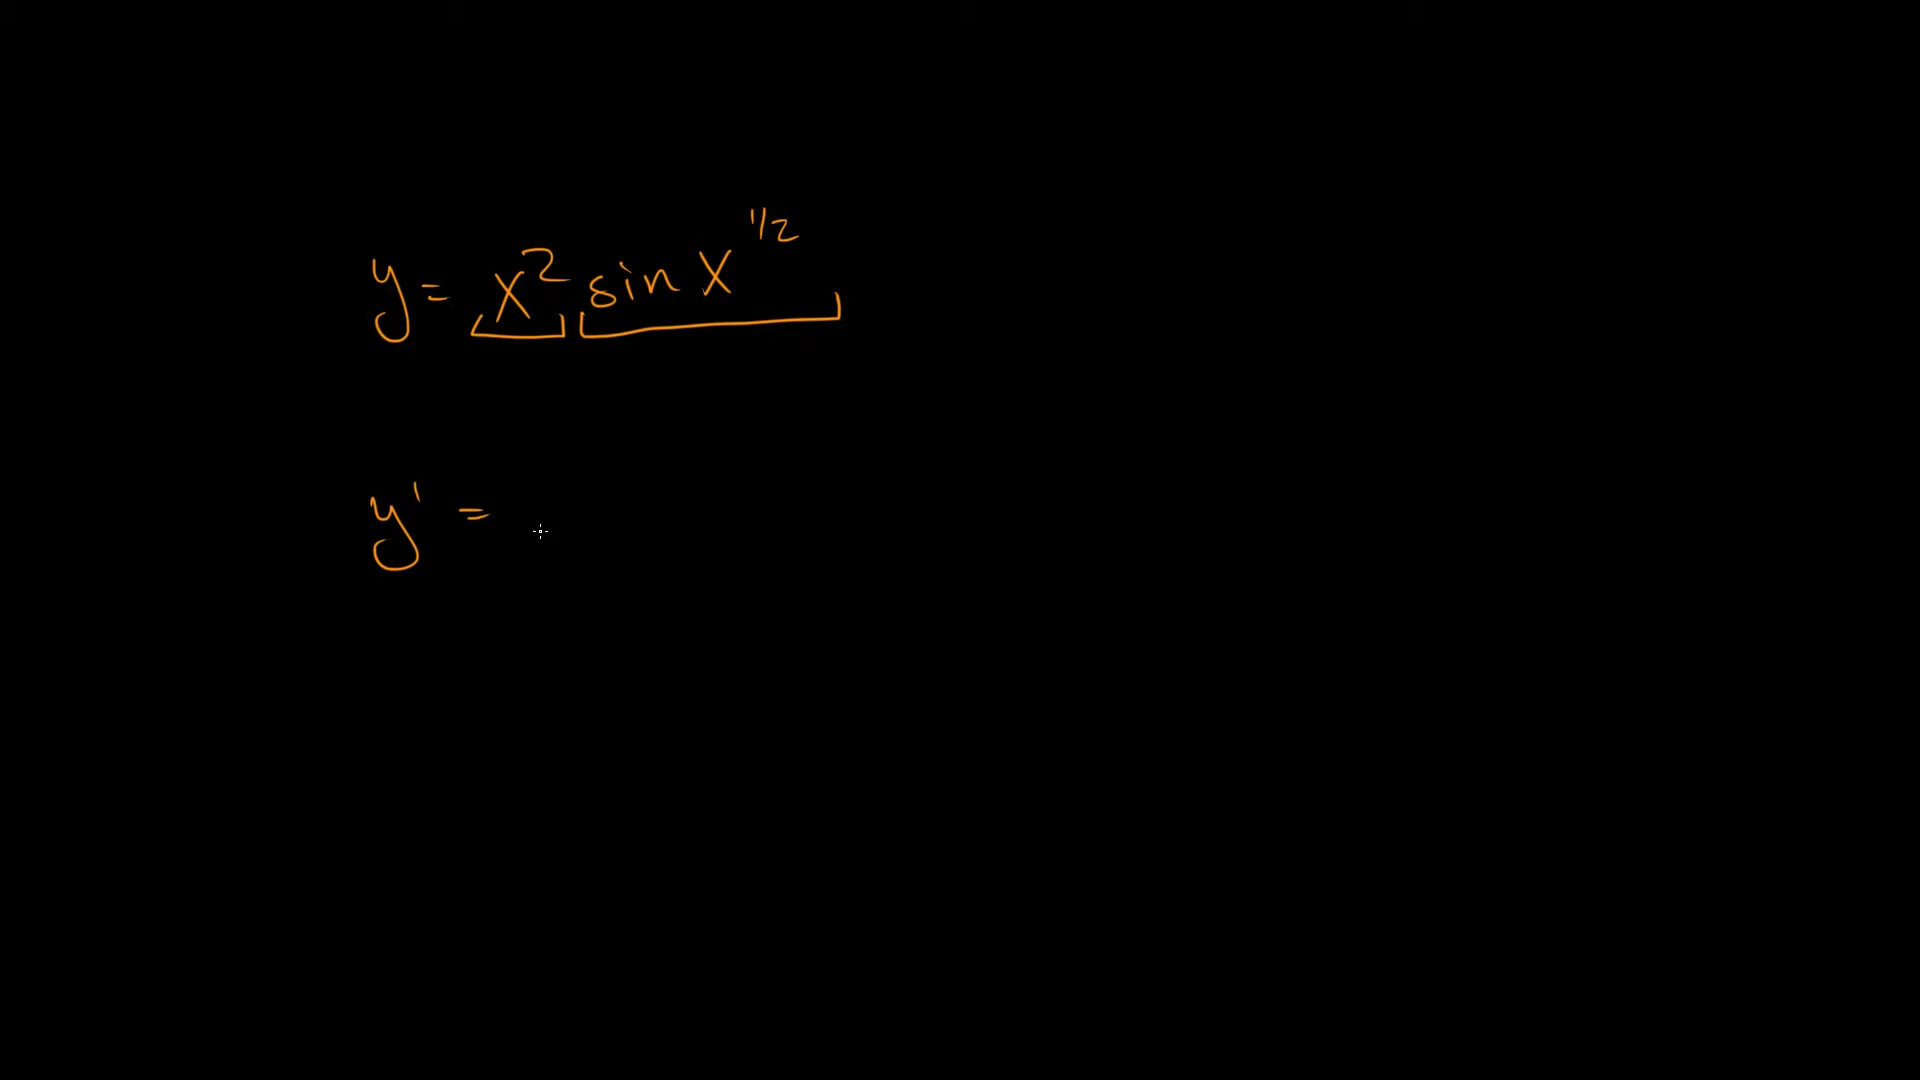 y = x² sin x^1/2
y' =